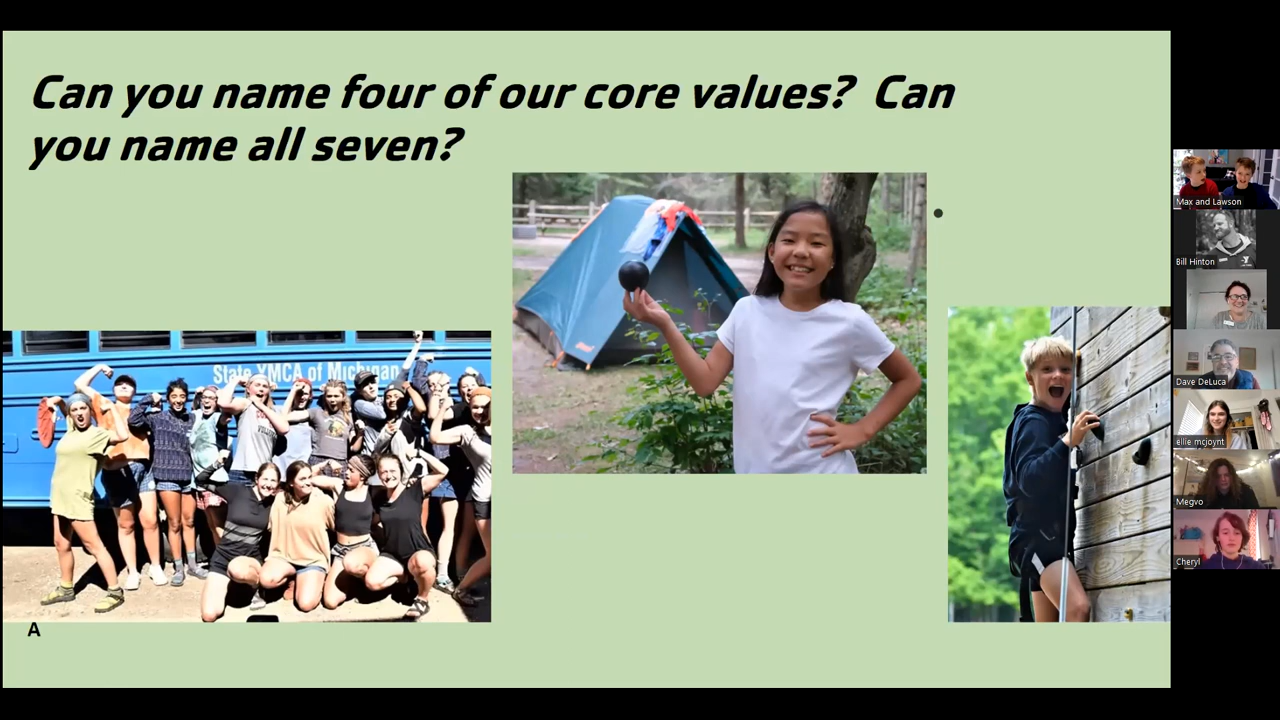 Can you name four of our core values? Can
you name all seven?
State YMCA of Michigan
A
Max and Lawson
Bill Hinton
Dave DeLuca
ellie mcjoynt
Megvo
Cheryl